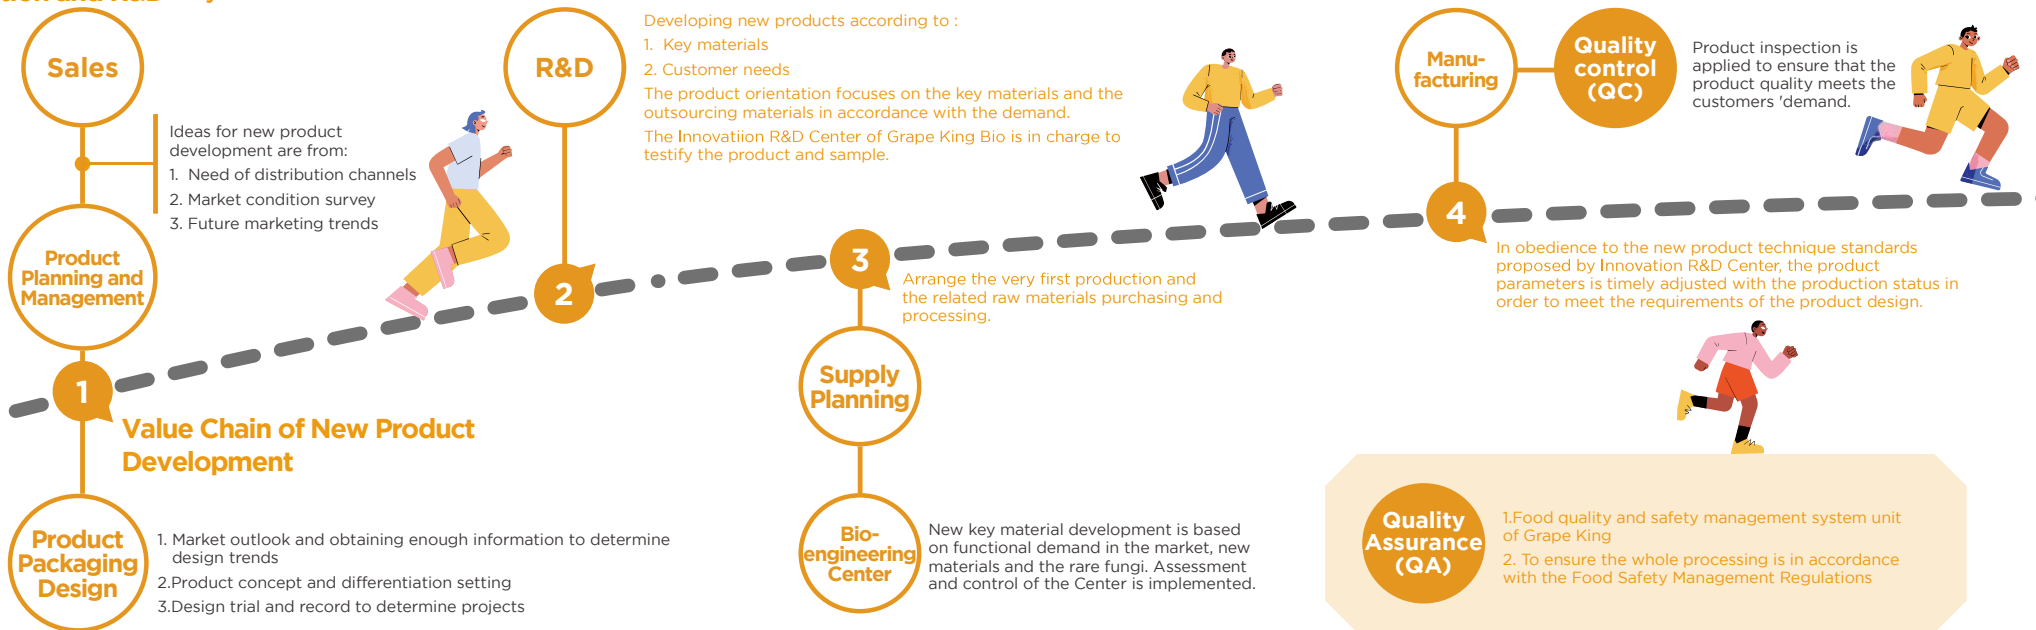 Sales
Ideas for new product
development are from:
1. Need of distribution channels
2. Market condition survey
3. Future marketing trends
Product
Planning and
Management
1
Value Chain of New Product
Development
Product
Packaging
Design
1. Market outlook and obtaining enough information to determine
design trends
2.Product concept and differentiation setting
3.Design trial and record to determine projects
R&D
Developing new products according to :
1. Key materials
2. Customer needs
The product orientation focuses on the key materials and the
outsourcing materials in accordance with the demand.
The Innovatiion R&D Center of Grape King Bio is in charge to
testify the product and sample.
2
3
Arrange the very first production and
the related raw materials purchasing and
processing.
Supply
Planning
Bio-
engineering
Center
New key material development is based
on functional demand in the market, new
materials and the rare fungi. Assessment
and control of the Center is implemented.
Manu-
facturing
Quality
control
(QC)
Product inspection is
applied to ensure that the
product quality meets the
customers 'demand.
4
In obedience to the new product technique standards
proposed by Innovation R&D Center, the product
parameters is timely adjusted with the production status in
order to meet the requirements of the product design.
Quality
Assurance
(QA)
1.Food quality and safety management system unit
of Grape King
2. To ensure the whole processing is in accordance
with the Food Safety Management Regulations